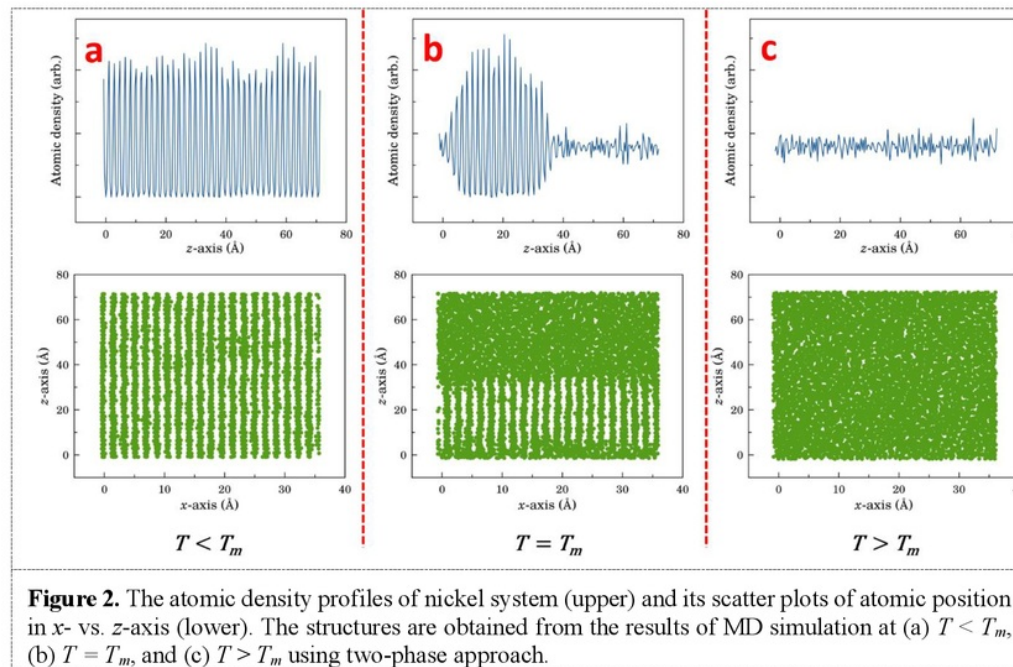 a
b
c
Atomic density (arb.)
Atomic density (arb.)
Atomic density (arb.)
0 20 40 60 80
0 20 40 60 80
0 20 40 60
z-axis (Å)
z-axis (Å)
z-axis (Å)
80
60
40
20
0
z-axis (Å)
80
60
40
20
0
z-axis (Å)
80
60
40
20
0
z-axis (Å)
0 10 20 30 40
0 10 20 30 40
0 10 20 30
x-axis (Å)
x-axis (Å)
x-axis (Å)
T < Tₘ
T = Tₘ
T > Tₘ
Figure 2. The atomic density profiles of nickel system (upper) and its scatter plots of atomic position
in x- vs. z-axis (lower). The structures are obtained from the results of MD simulation at (a) T < Tₘ,
(b) T = Tₘ, and (c) T > Tₘ using two-phase approach.